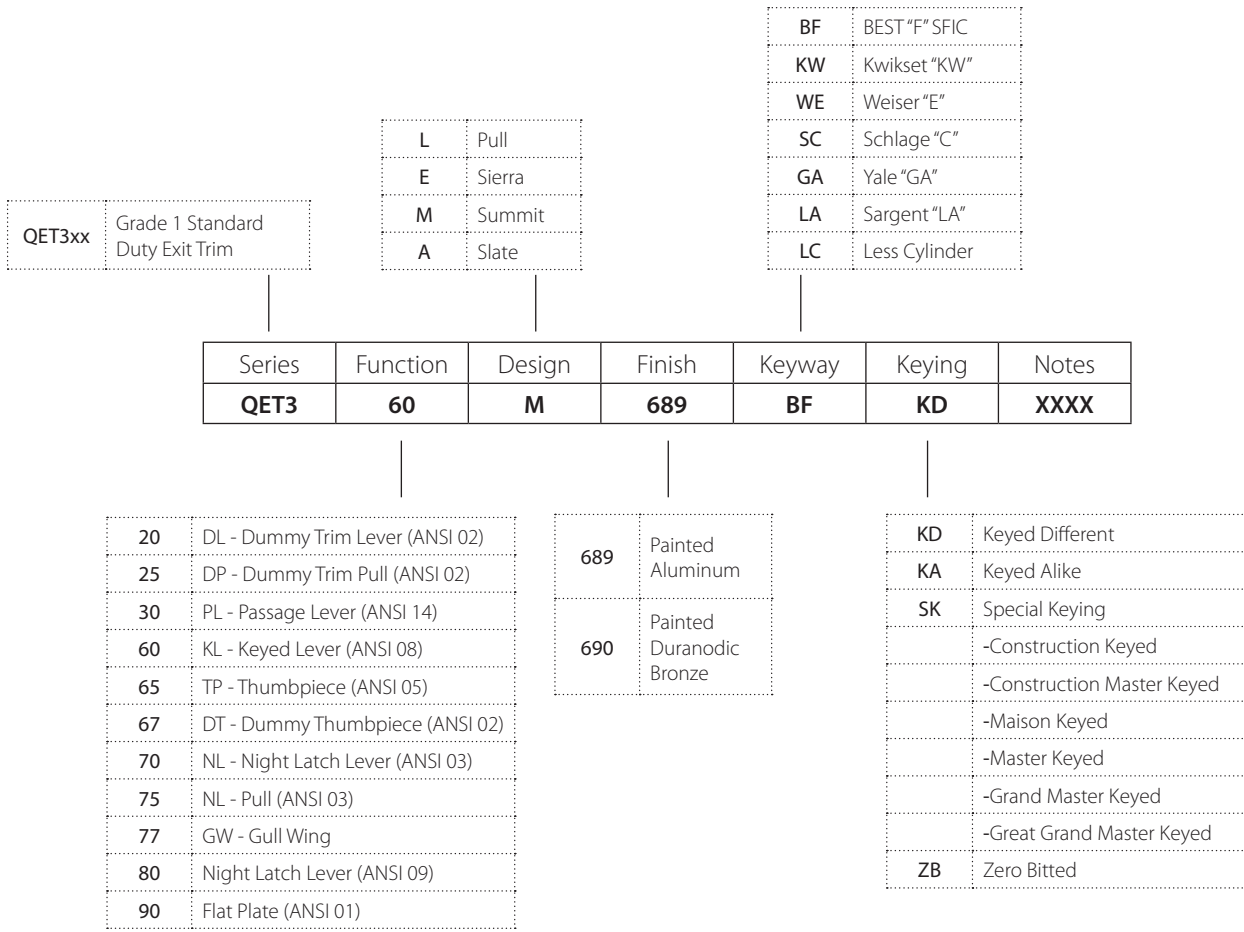 BF BEST “F” SFIC
KW Kwikset “KW”
WE Weiser “E”
SC Schlage “C”
GA Yale “GA”
LA Sargent “LA”
LC Less Cylinder
L Pull
E Sierra
M Summit
A Slate
QET3xx Grade 1 Standard
Duty Exit Trim
Series Function Design Finish Keyway Keying Notes
QET3 60 M 689 BF KD XXXX
20 DL - Dummy Trim Lever (ANSI 02)
25 DP - Dummy Trim Pull (ANSI 02)
30 PL - Passage Lever (ANSI 14)
60 KL - Keyed Lever (ANSI 08)
65 TP - Thumbpiece (ANSI 05)
67 DT - Dummy Thumbpiece (ANSI 02)
70 NL - Night Latch Lever (ANSI 03)
75 NL - Pull (ANSI 03)
77 GW - Gull Wing
80 Night Latch Lever (ANSI 09)
90 Flat Plate (ANSI 01)
689 Painted
Aluminum
690 Painted
Duranodic
Bronze
KD Keyed Different
KA Keyed Alike
SK Special Keying
-Construction Keyed
-Construction Master Keyed
-Maison Keyed
-Master Keyed
-Grand Master Keyed
-Great Grand Master Keyed
ZB Zero Bitted